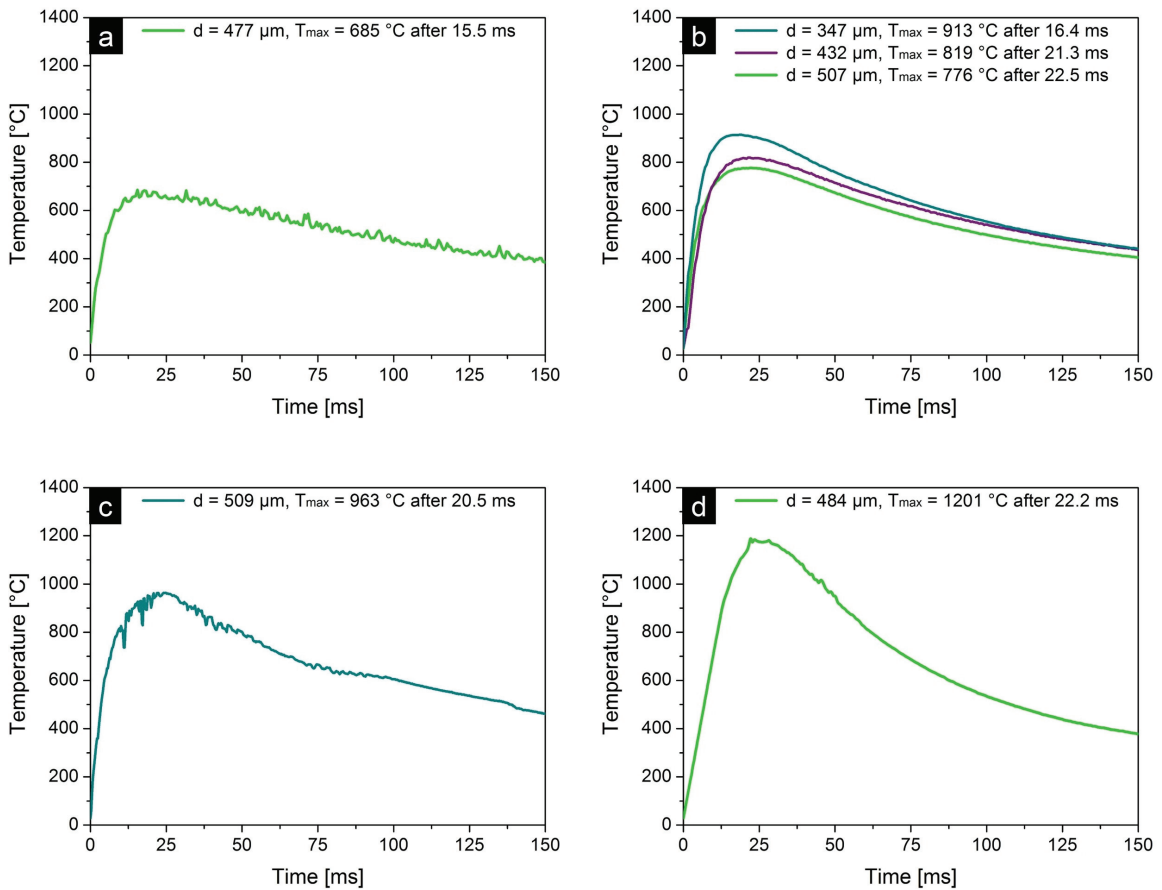 a
d = 477 µm, Tmax = 685 °C after 15.5 ms
1400
1200
1000
800
600
400
200
0
Temperature [°C]
0 25 50 75 100 125 150
Time [ms]
b
d = 347 µm, Tmax = 913 °C after 16.4 ms
d = 432 µm, Tmax = 819 °C after 21.3 ms
d = 507 µm, Tmax = 776 °C after 22.5 ms
1400
1200
1000
800
600
400
200
0
Temperature [°C]
0 25 50 75 100 125 150
Time [ms]
c
d = 509 µm, Tmax = 963 °C after 20.5 ms
1400
1200
1000
800
600
400
200
0
Temperature [°C]
0 25 50 75 100 125 150
Time [ms]
d
d = 484 µm, Tmax = 1201 °C after 22.2 ms
1400
1200
1000
800
600
400
200
0
Temperature [°C]
0 25 50 75 100 125 150
Time [ms]